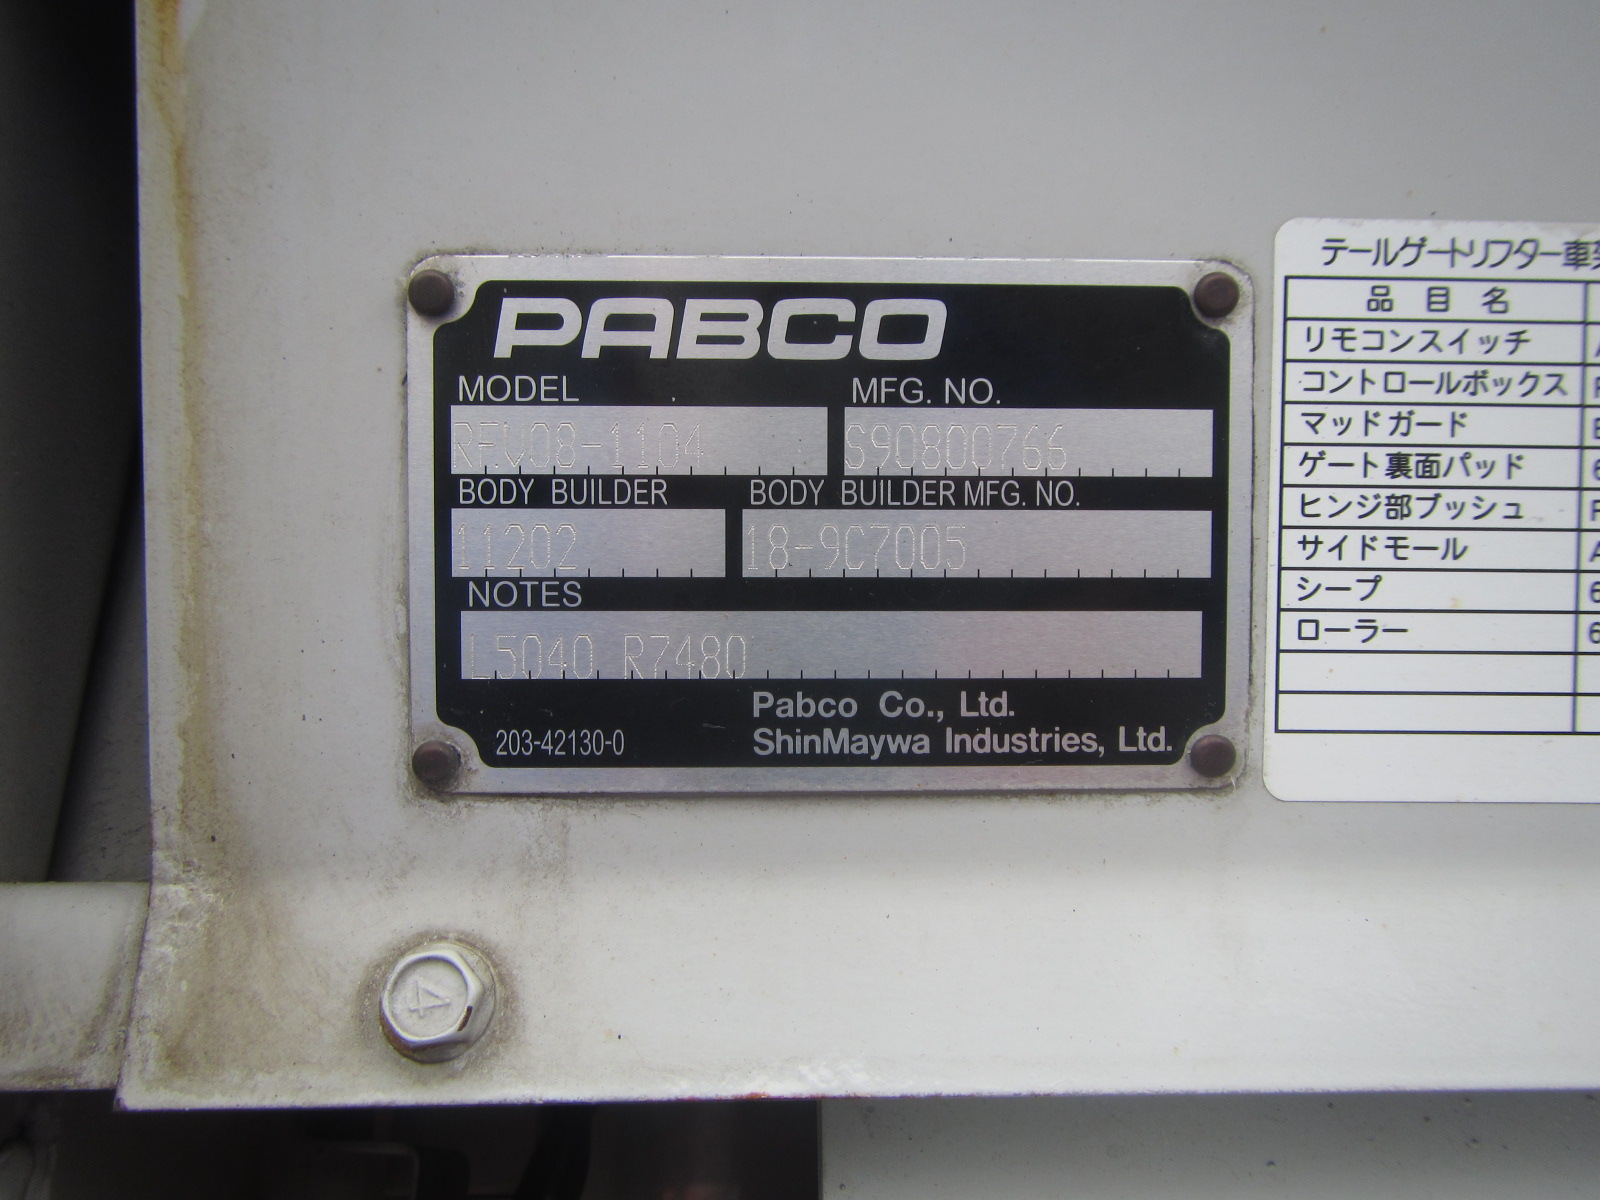 PABCO
MODEL MFG. NO.
RFV08-1104 S90800766
BODY BUILDER BODY BUILDER MFG. NO.
11202 18-9C7005
NOTES
L5040 R7480
Pabco Co., Ltd.
203-42130-0 ShinMaywa Industries, Ltd.
テールゲートリフター車架
品目名
リモコンスイッチ
コントロールボックス
マッドガード
ゲート裏面パッド
ヒンジ部ブッシュ
サイドモール
シーブ
ローラー
4